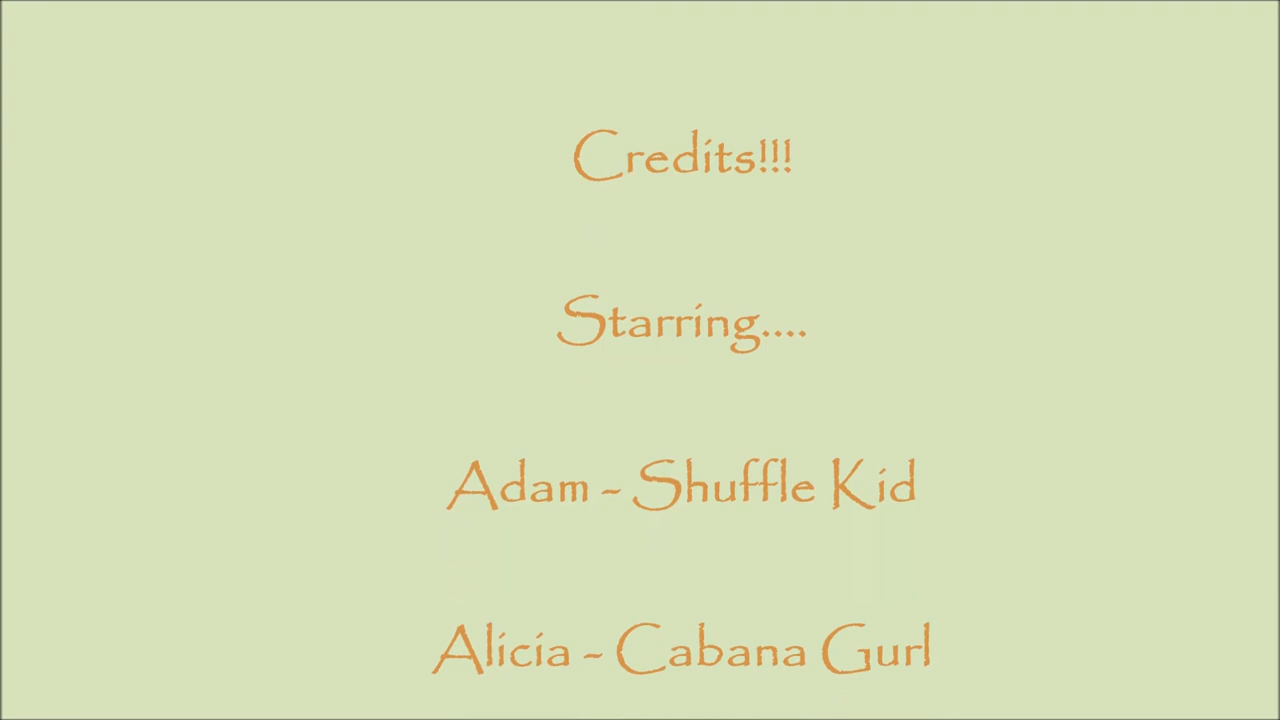 Credits!!!
Starring....
Adam - Shuffle Kid
Alicia - Cabana Gurl